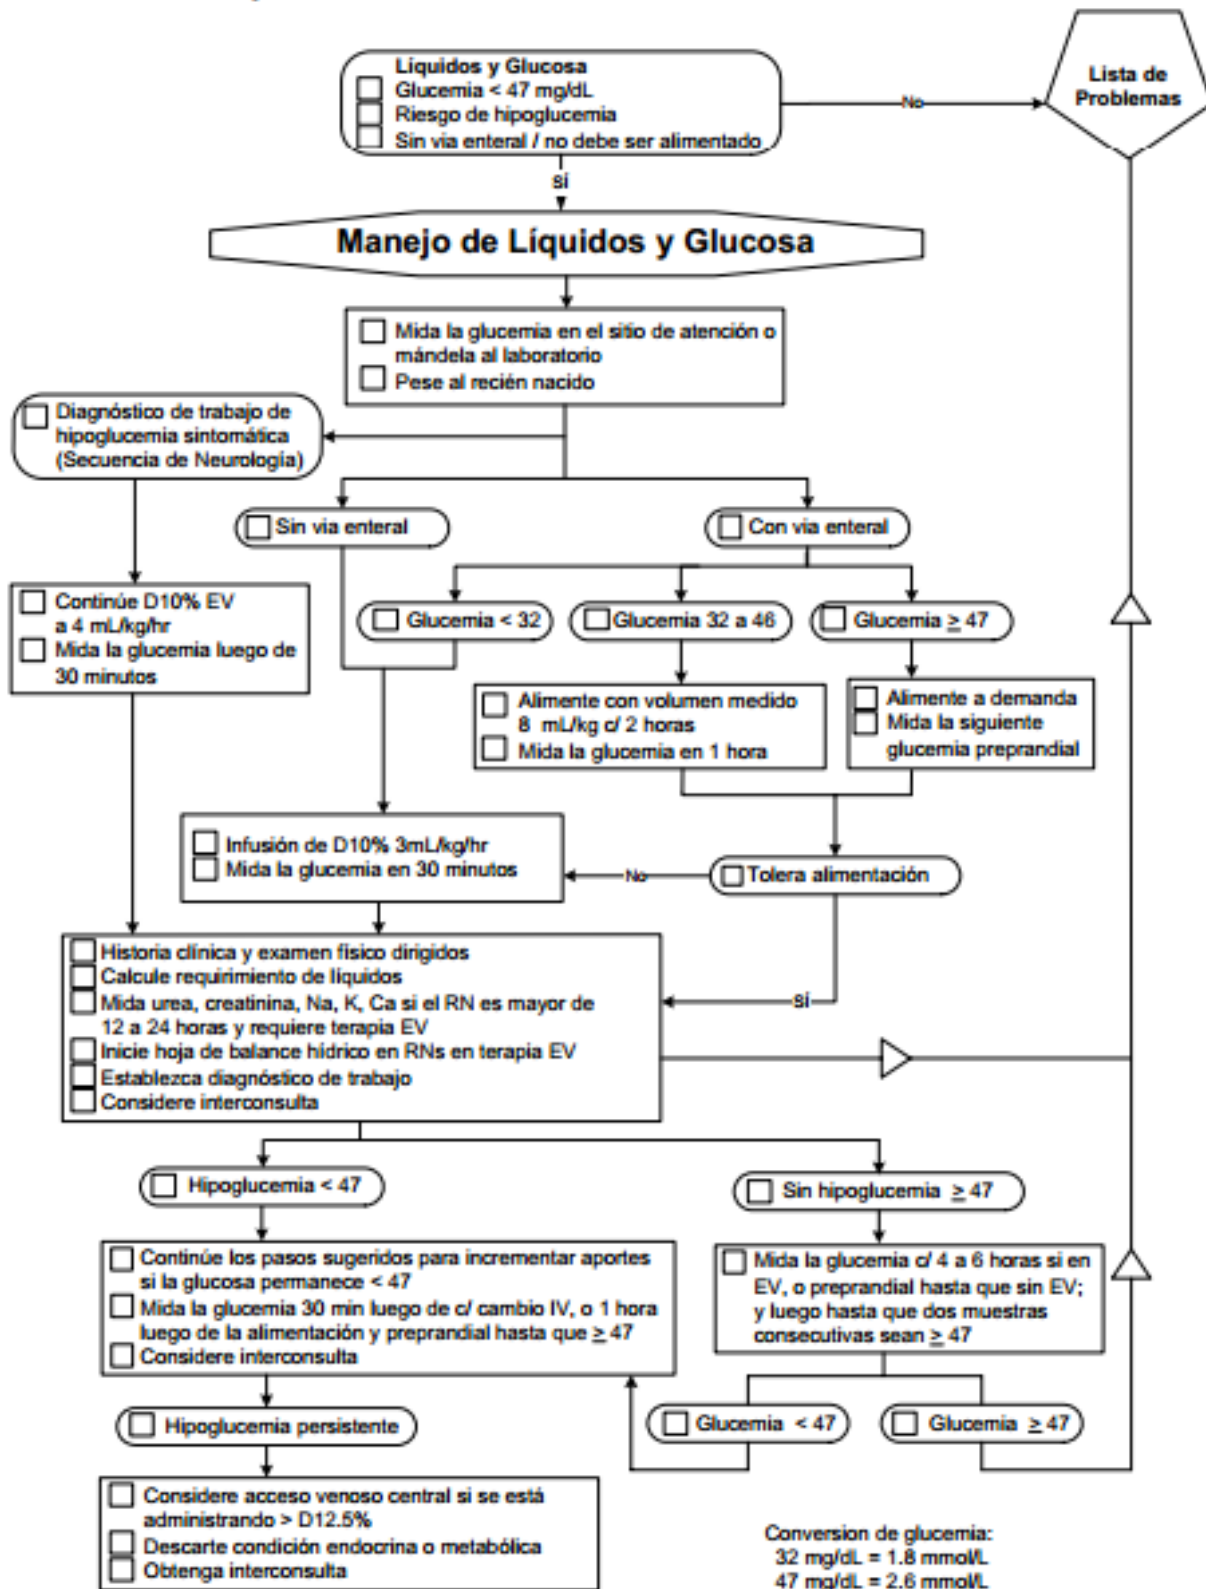 Líquidos y Glucosa
Glucemia < 47 mg/dL
Riesgo de hipoglucemia
Sin via enteral / no debe ser alimentado
No
Lista de
Problemas
SÍ
Manejo de Líquidos y Glucosa
Mida la glucemia en el sitio de atención o
mándela al laboratorio
Pese al recién nacido
Diagnóstico de trabajo de
hipoglucemia sintomática
(Secuencia de Neurología)
Sin via enteral
Con via enteral
Continúe D10% EV
a 4 mL/kg/hr
Mida la glucemia luego de
30 minutos
Glucemia < 32
Glucemia 32 a 46
Glucemia ≥ 47
Alimente con volumen medido
8 mL/kg c/ 2 horas
Mida la glucemia en 1 hora
Alimente a demanda
Mida la siguiente
glucemia preprandial
Infusión de D10% 3mL/kg/hr
Mida la glucemia en 30 minutos
No
Tolera alimentación
Historia clínica y examen físico dirigidos
Calcule requirimiento de líquidos
Mida urea, creatinina, Na, K, Ca si el RN es mayor de
12 a 24 horas y requiere terapia EV
Inicie hoja de balance hídrico en RNs en terapia EV
Establezca diagnóstico de trabajo
Considere interconsulta
SÍ
Hipoglucemia < 47
Sin hipoglucemia ≥ 47
Continúe los pasos sugeridos para incrementar aportes
si la glucosa permanece < 47
Mida la glucemia 30 min luego de c/ cambio IV, o 1 hora
luego de la alimentación y preprandial hasta que ≥ 47
Considere interconsulta
Mida la glucemia c/ 4 a 6 horas si en
EV, o preprandial hasta que sin EV;
y luego hasta que dos muestras
consecutivas sean ≥ 47
Hipoglucemia persistente
Glucemia < 47
Glucemia ≥ 47
Considere acceso venoso central si se está
administrando > D12.5%
Descarte condición endocrina o metabólica
Obtenga interconsulta
Conversion de glucemia:
32 mg/dL = 1.8 mmol/L
47 mg/dL = 2.6 mmol/L